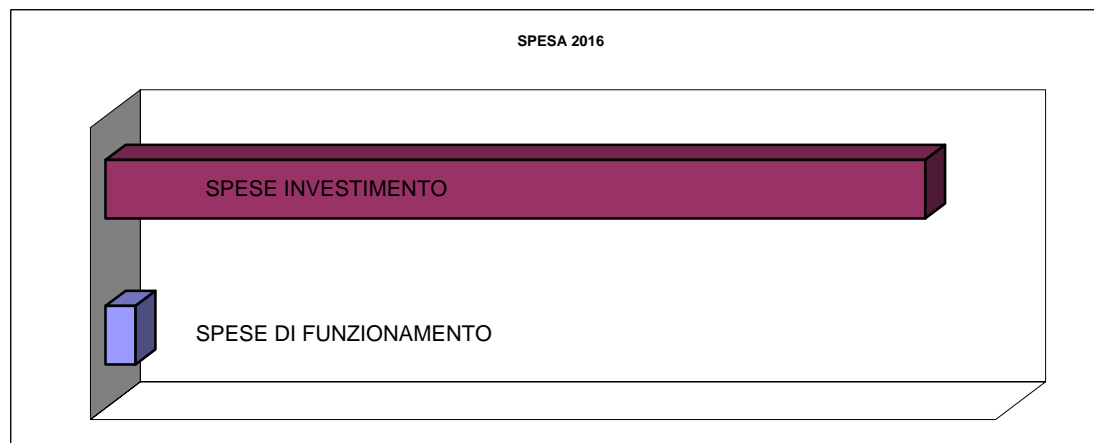 SPESA 2016
SPESE INVESTIMENTO
SPESE DI FUNZIONAMENTO